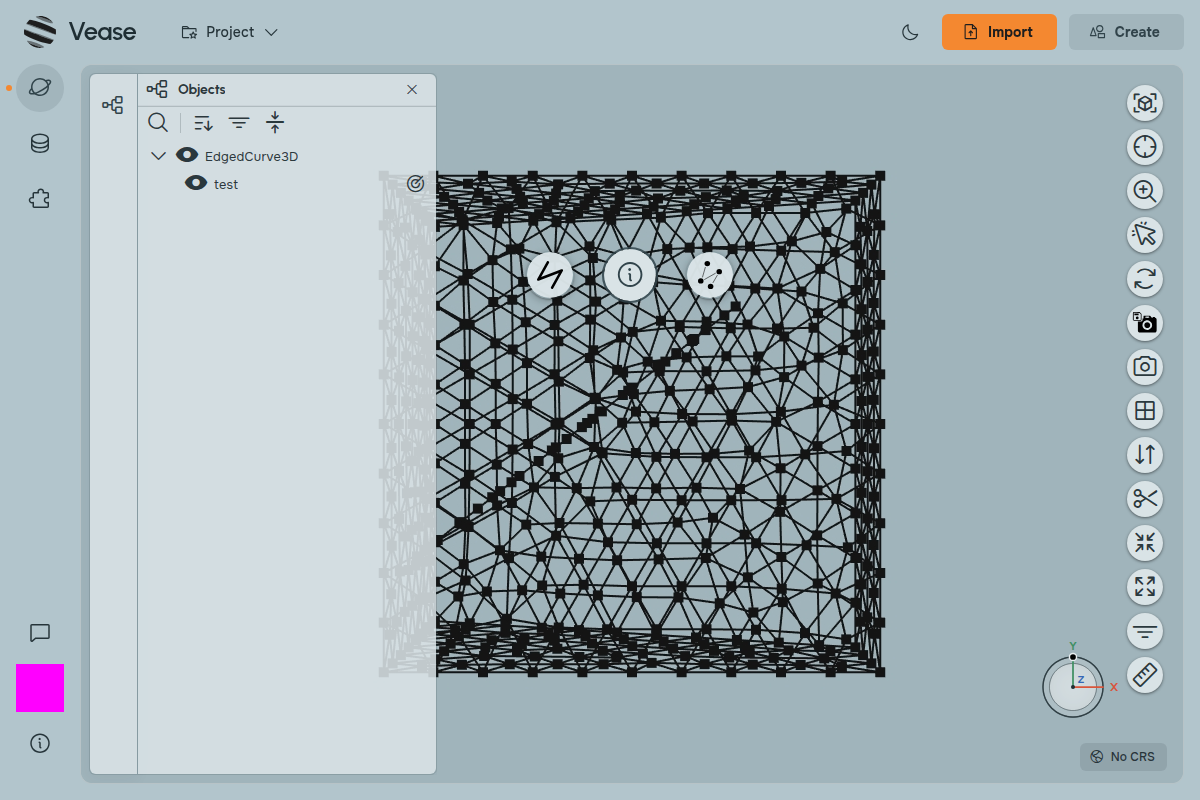 Vease
Project
Import
Create
Objects
EdgedCurve3D
test
Y
Z
X
No CRS